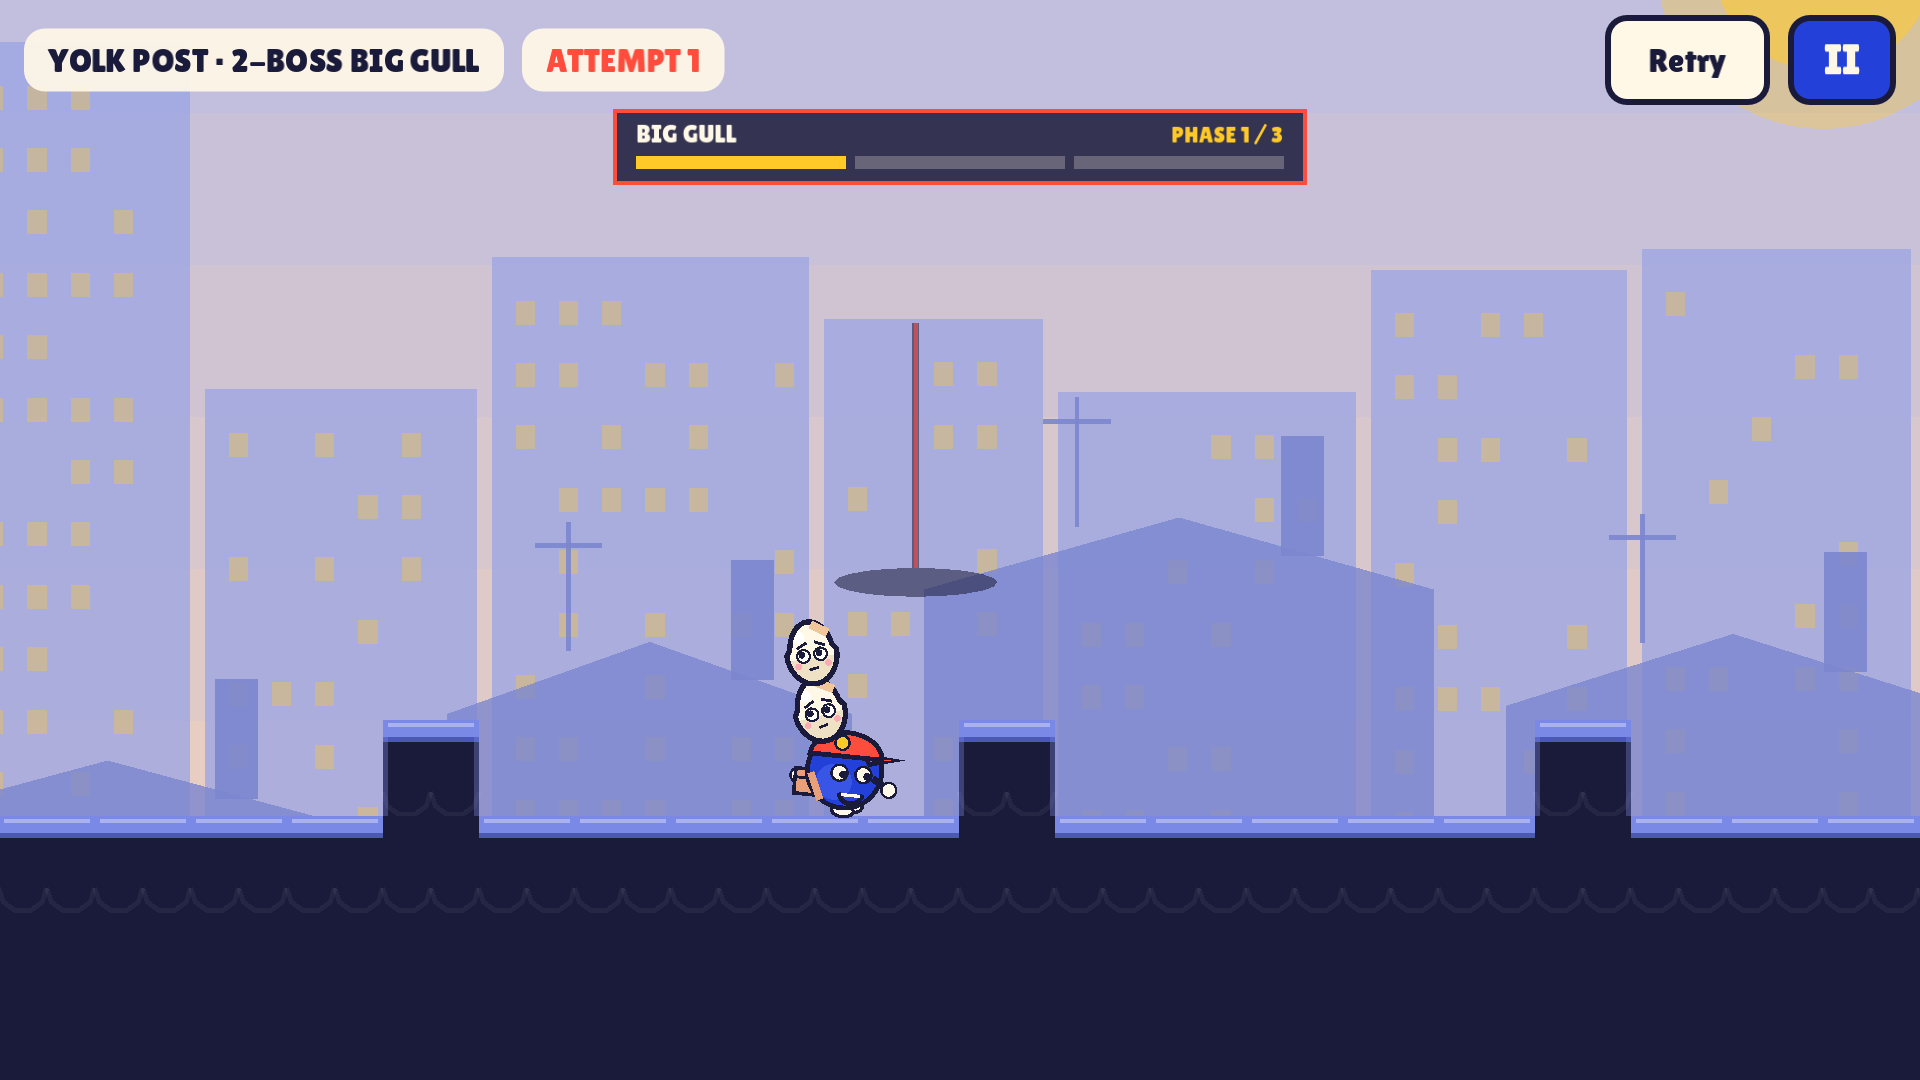 YOLK POST · 2-BOSS BIG GULL
ATTEMPT 1
Retry
II
BIG GULL
PHASE 1 / 3